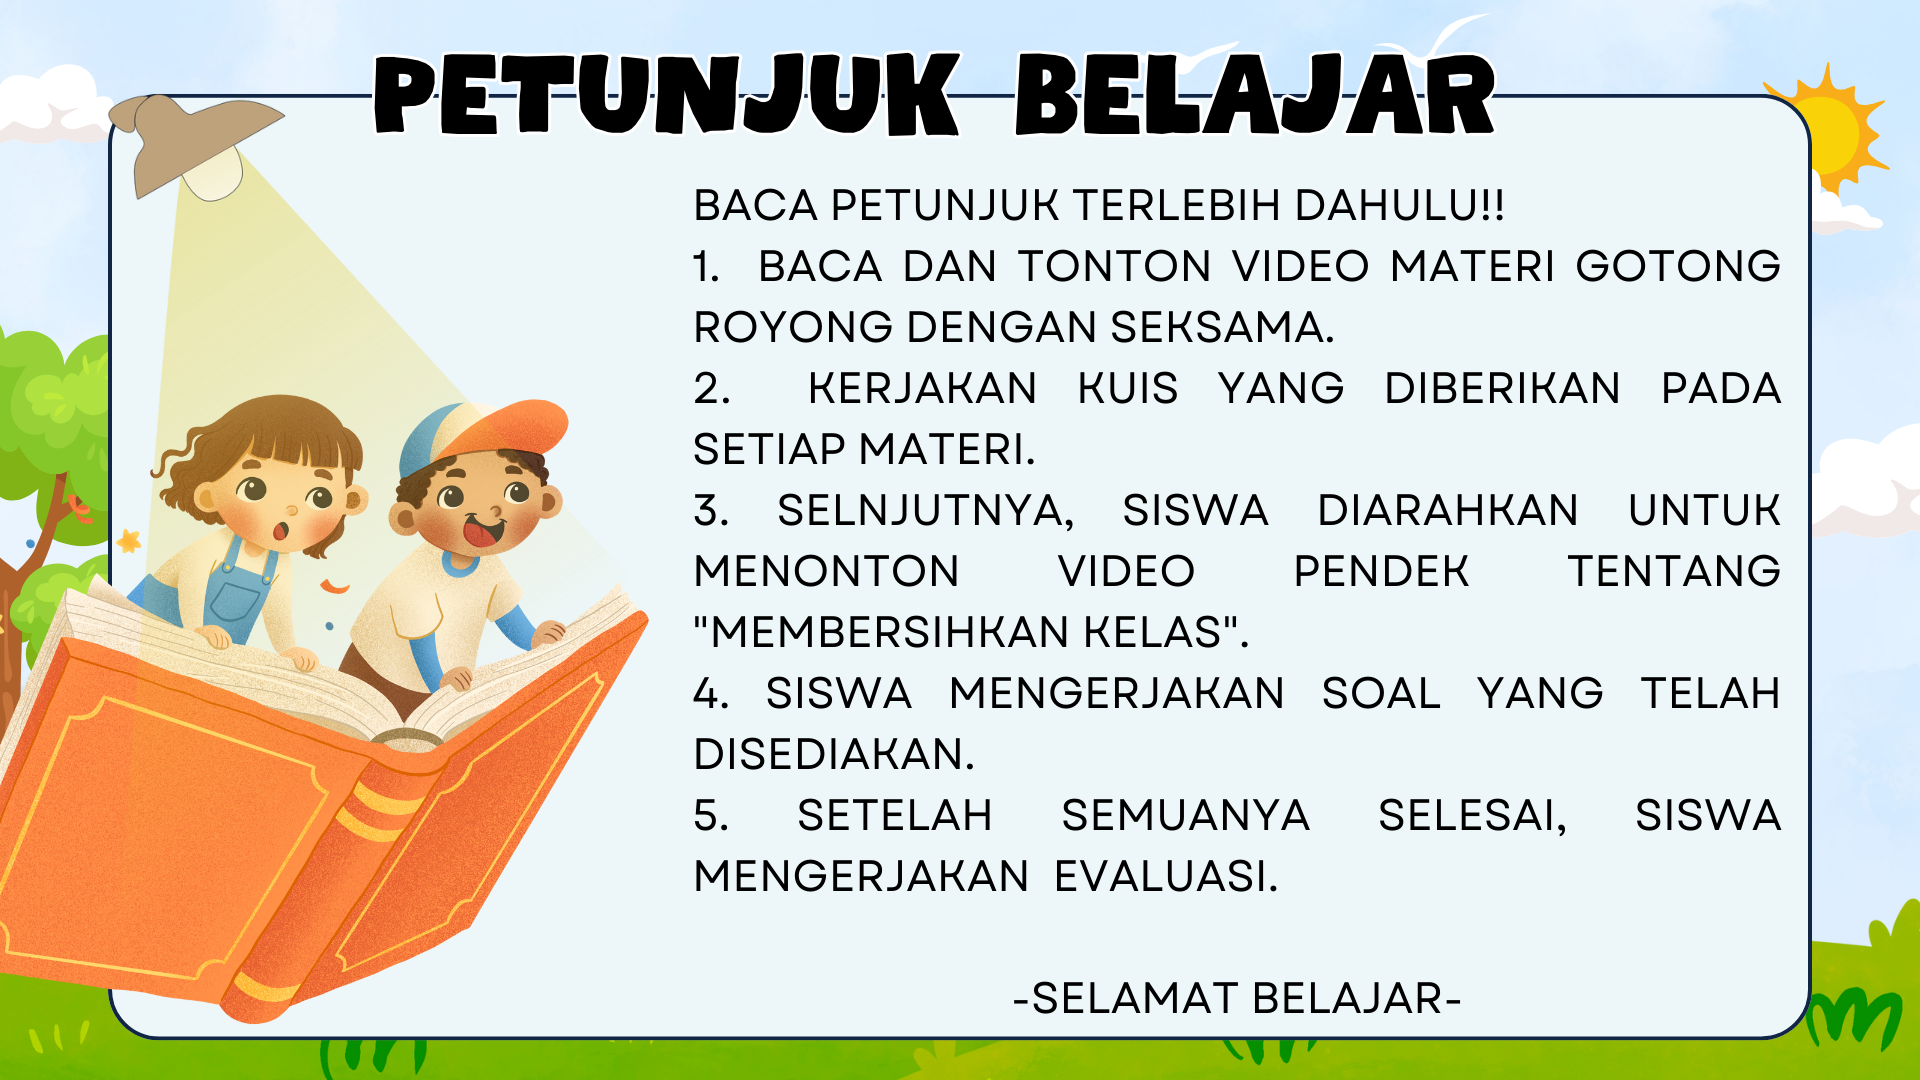 PETUNJUK BELAJAR
BACA PETUNJUK TERLEBIH DAHULU!!
1. BACA DAN TONTON VIDEO MATERI GOTONG
ROYONG DENGAN SEKSAMA.
2. KERJAKAN KUIS YANG DIBERIKAN PADA
SETIAP MATERI.
3. SELNJUTNYA, SISWA DIARAHKAN UNTUK
MENONTON VIDEO PENDEK TENTANG
"MEMBERSIHKAN KELAS".
4. SISWA MENGERJAKAN SOAL YANG TELAH
DISEDIAKAN.
5. SETELAH SEMUANYA SELESAI, SISWA
MENGERJAKAN EVALUASI.
-SELAMAT BELAJAR-